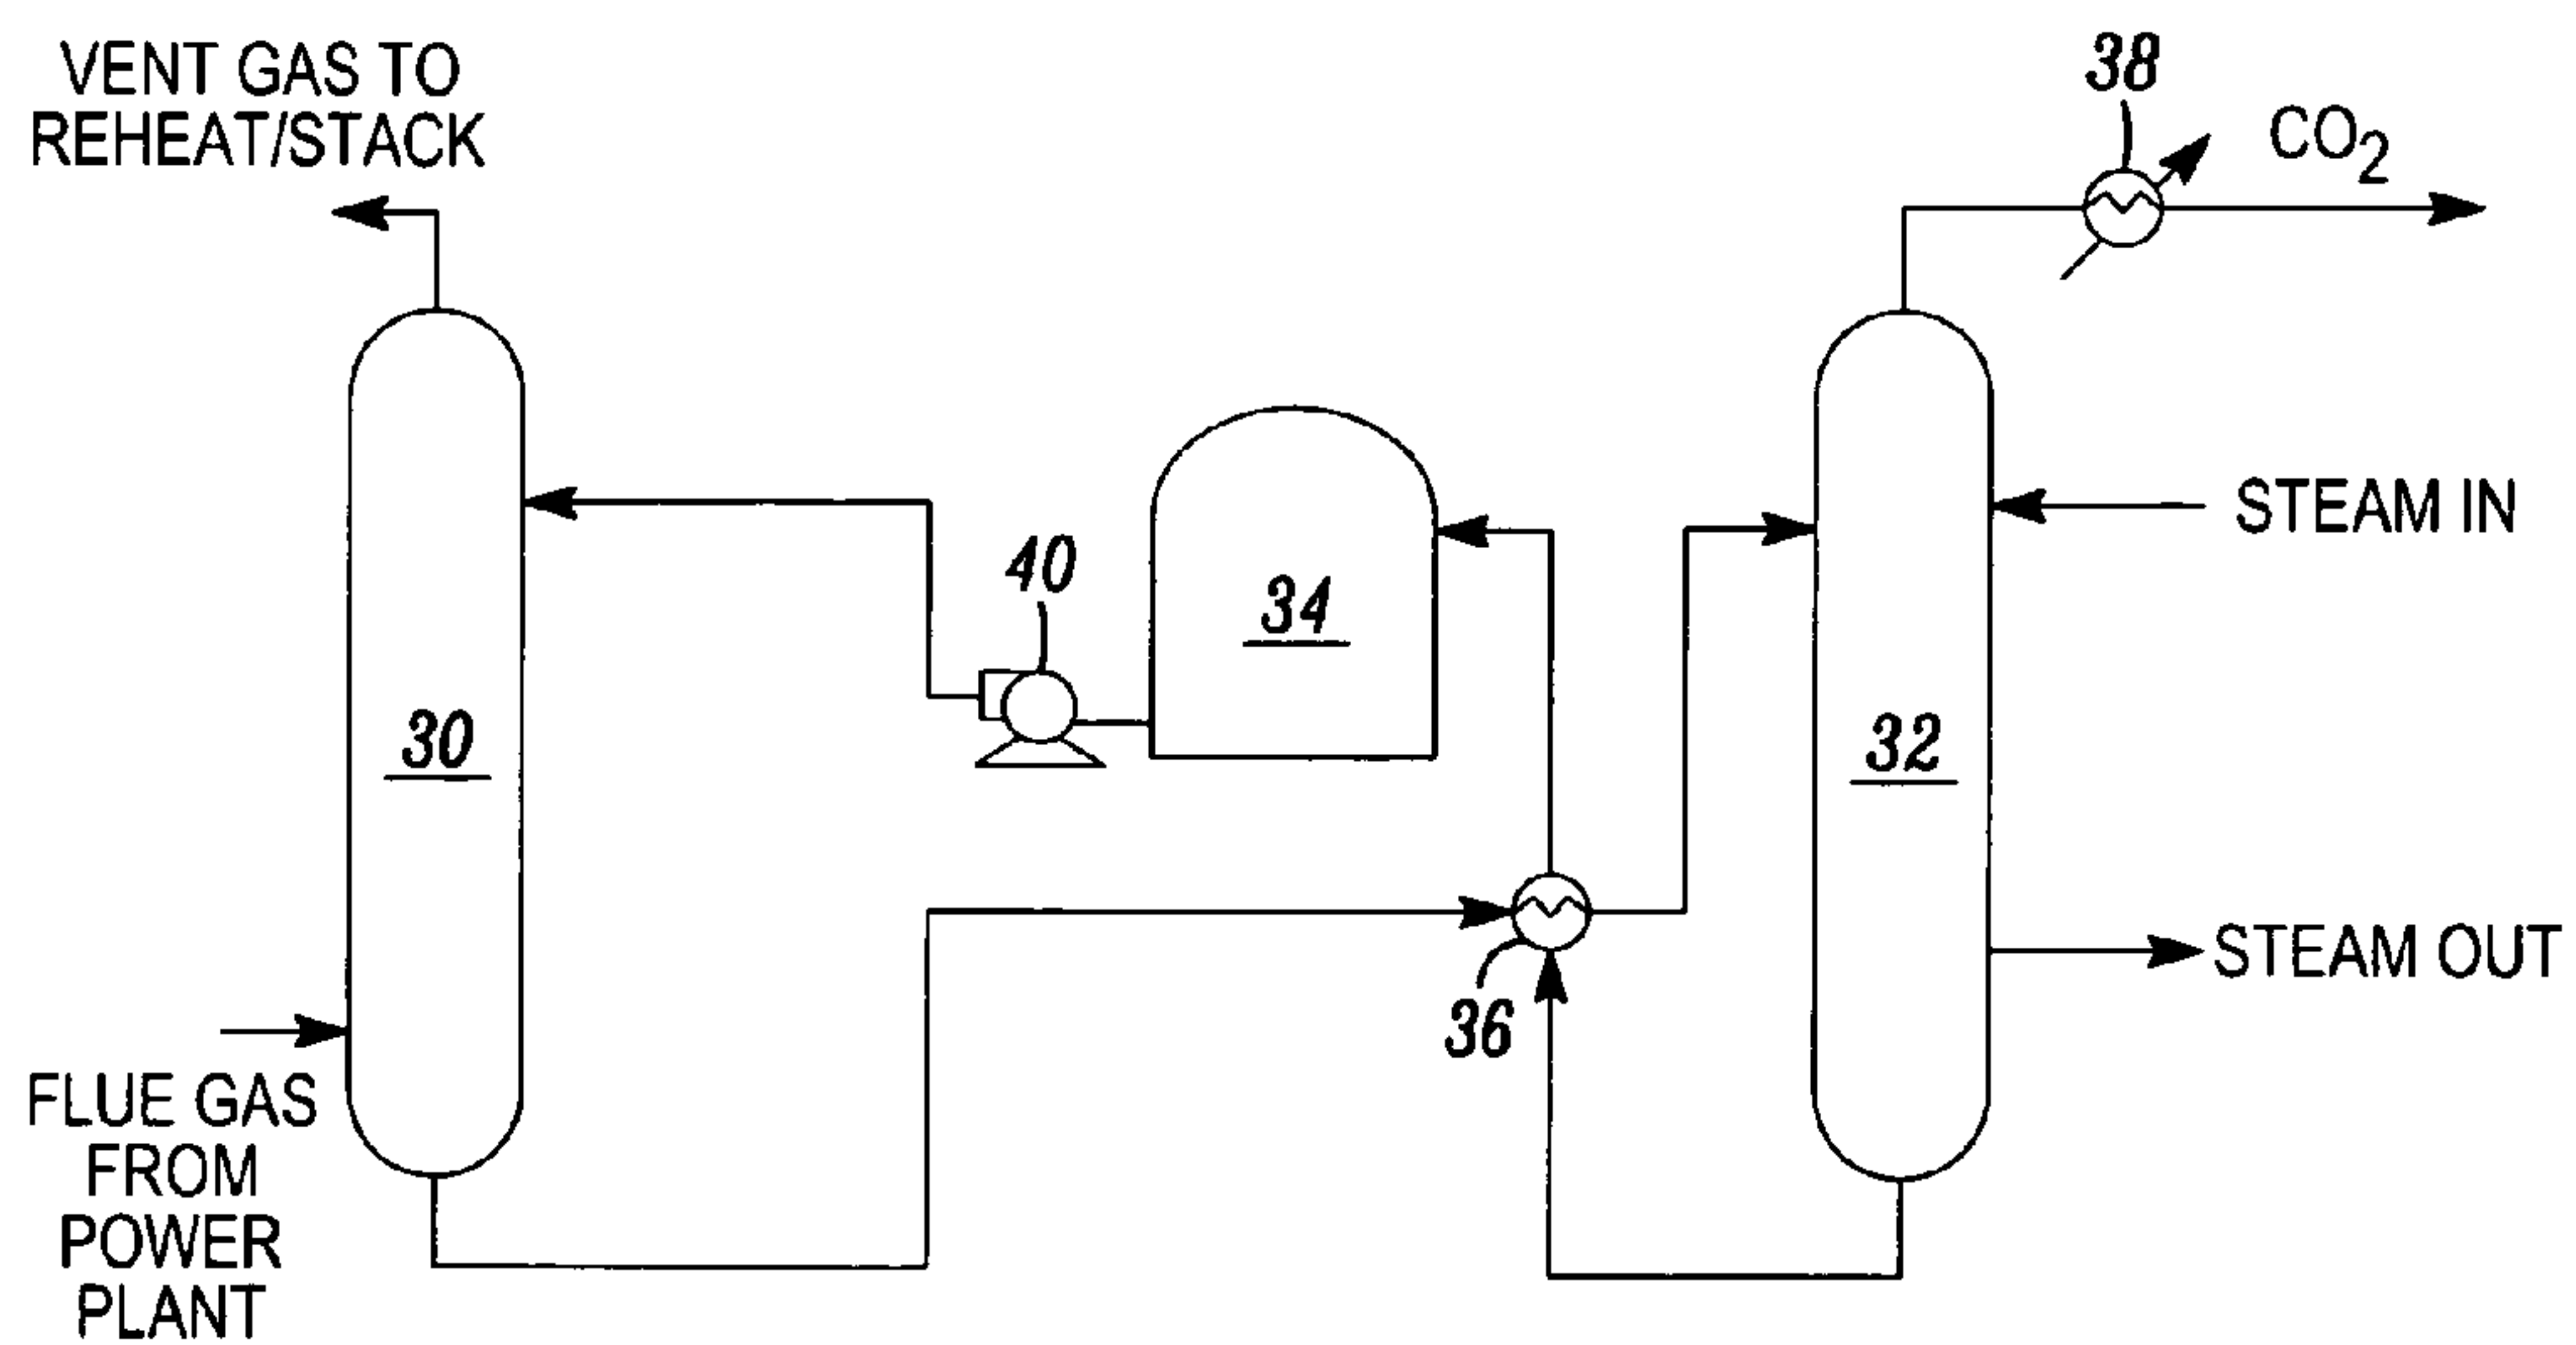 VENT GAS TO
REHEAT/STACK
38
CO2
STEAM IN
40
34
30
32
36
STEAM OUT
FLUE GAS
FROM
POWER
PLANT